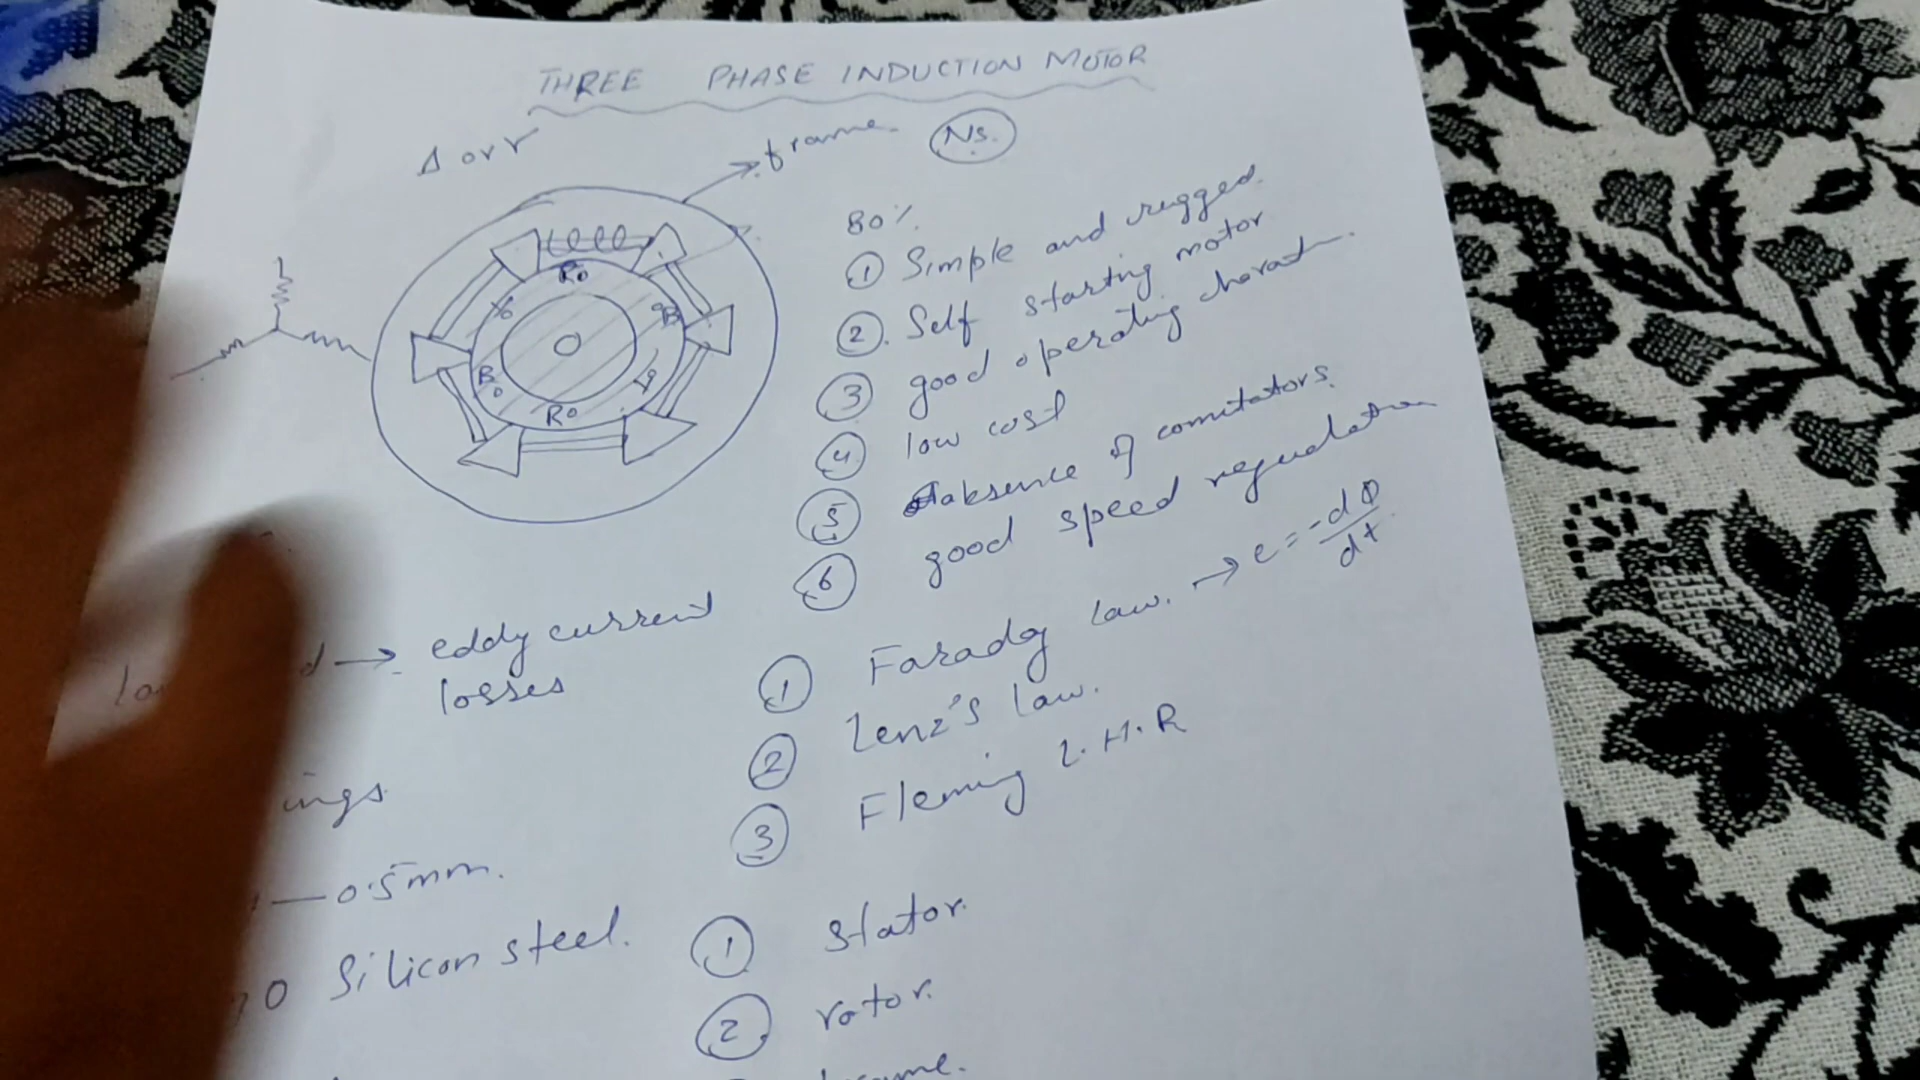 THREE PHASE INDUCTION MOTOR
Δ or Y
frame.
Ns.
R
B
B
R
80%
① Simple and rugged.
②. Self starting motor
③ good operating charact
④ low cost
⑤ absence of comutators.
⑥ good speed regulation
→ eddy current
losses
① Faraday law. → e = -dΦ/dt
② Lenz's law.
③ Fleming L.H.R
ings
— 0.5mm.
Silicon steel.
① stator.
② rotor.